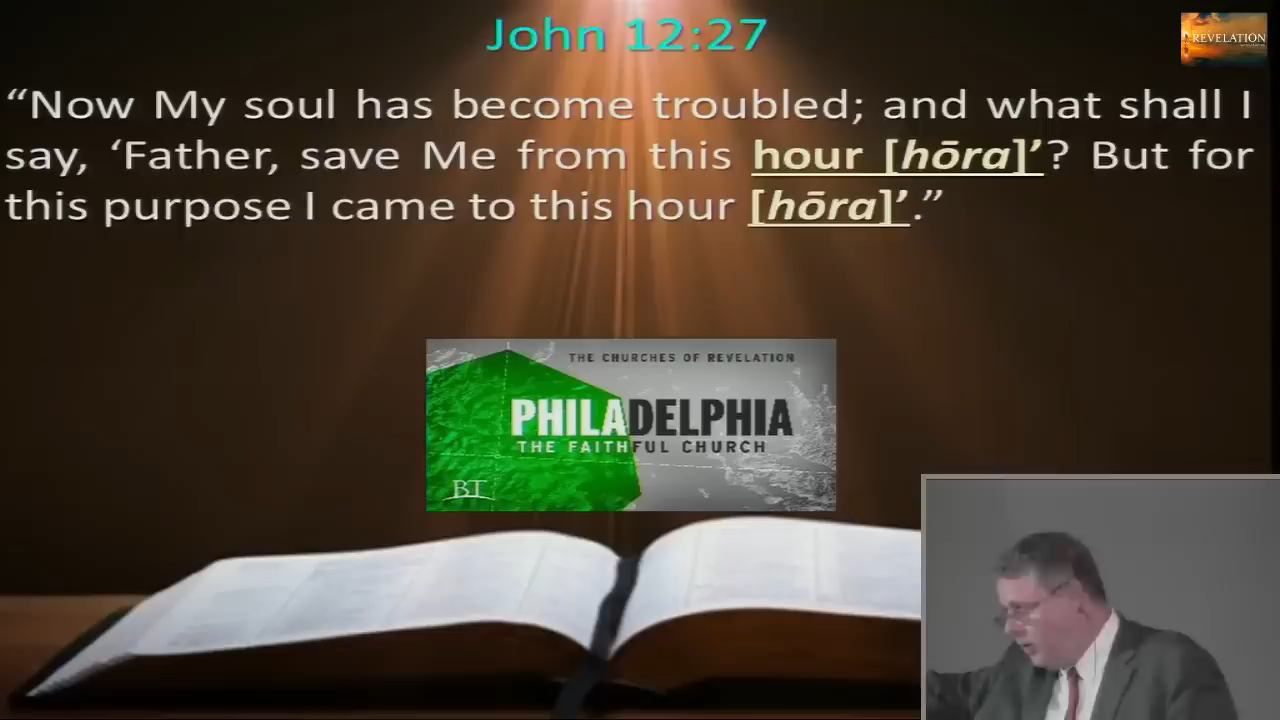 John 12:27
REVELATION
“Now My soul has become troubled; and what shall I
say, ‘Father, save Me from this hour [hōra]’? But for
this purpose I came to this hour [hōra]’.”
THE CHURCHES OF REVELATION
PHILADELPHIA
THE FAITHFUL CHURCH
BT